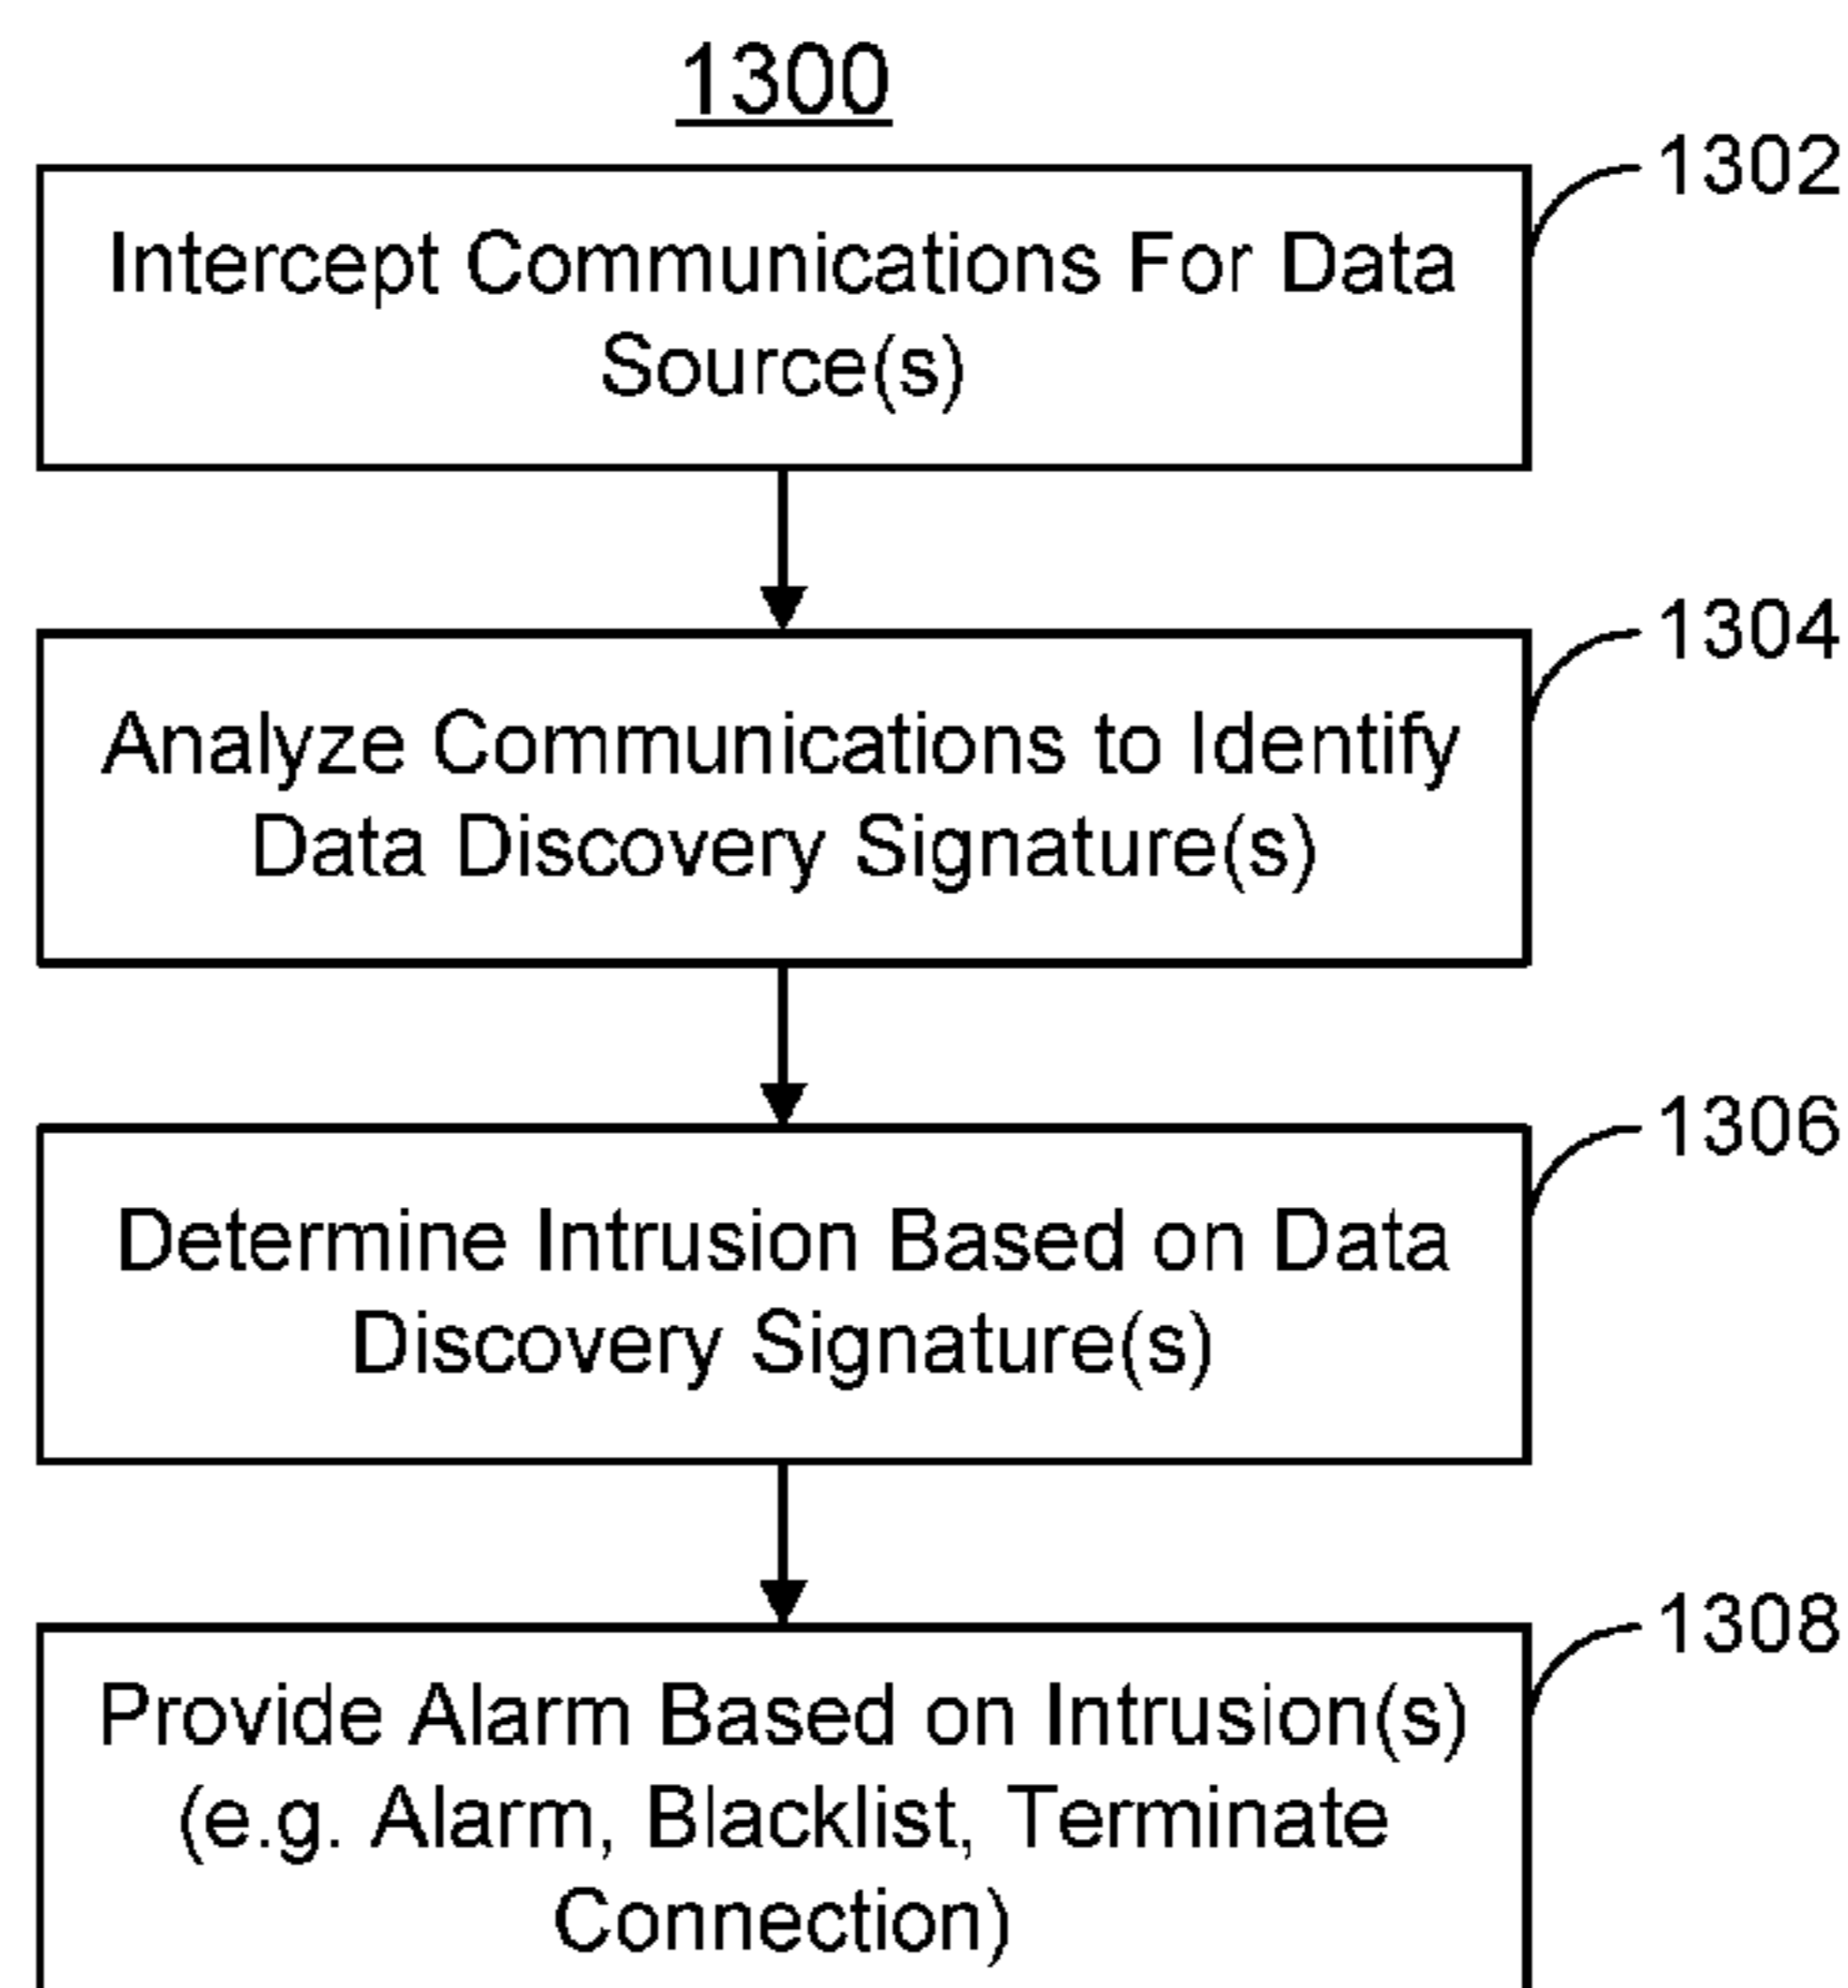 1300
1302
Intercept Communications For Data
Source(s)
1304
Analyze Communications to Identify
Data Discovery Signature(s)
1306
Determine Intrusion Based on Data
Discovery Signature(s)
1308
Provide Alarm Based on Intrusion(s)
(e.g. Alarm, Blacklist, Terminate
Connection)